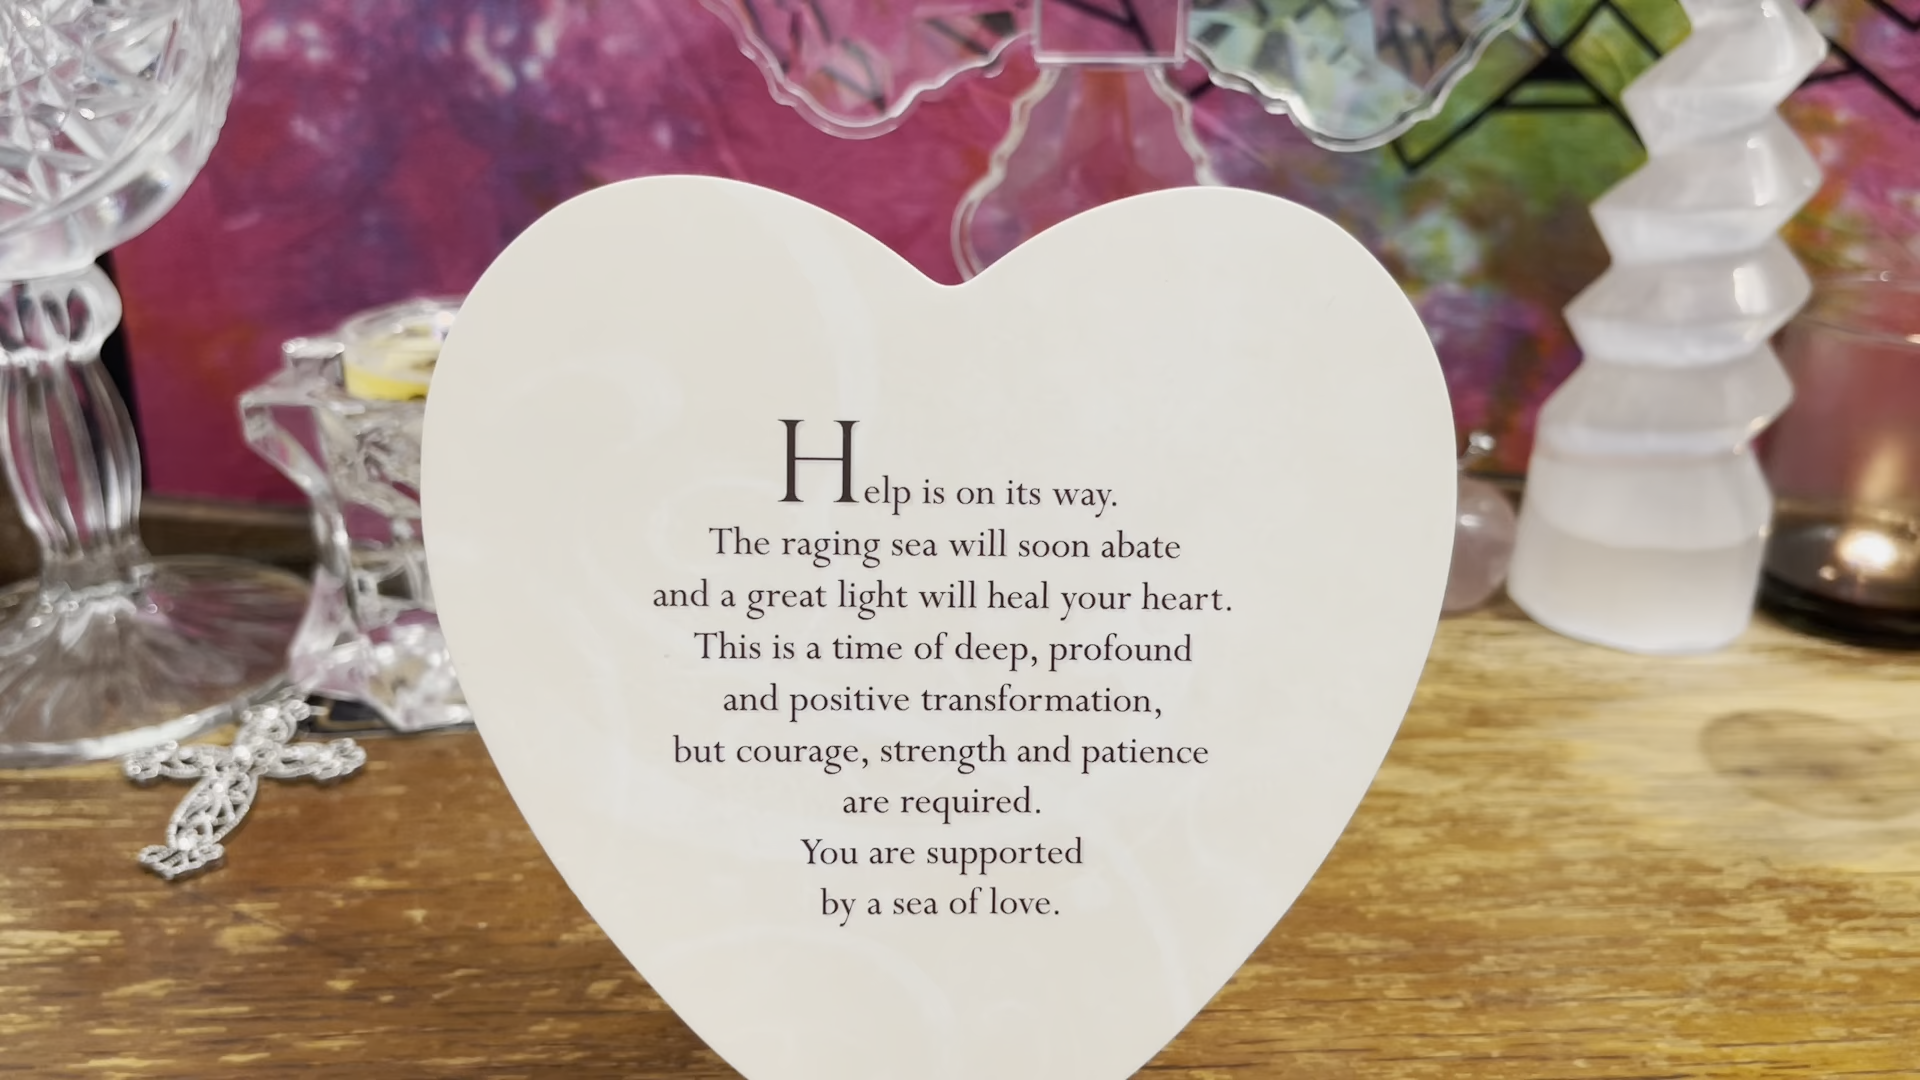 Help is on its way.
The raging sea will soon abate
and a great light will heal your heart.
This is a time of deep, profound
and positive transformation,
but courage, strength and patience
are required.
You are supported
by a sea of love.